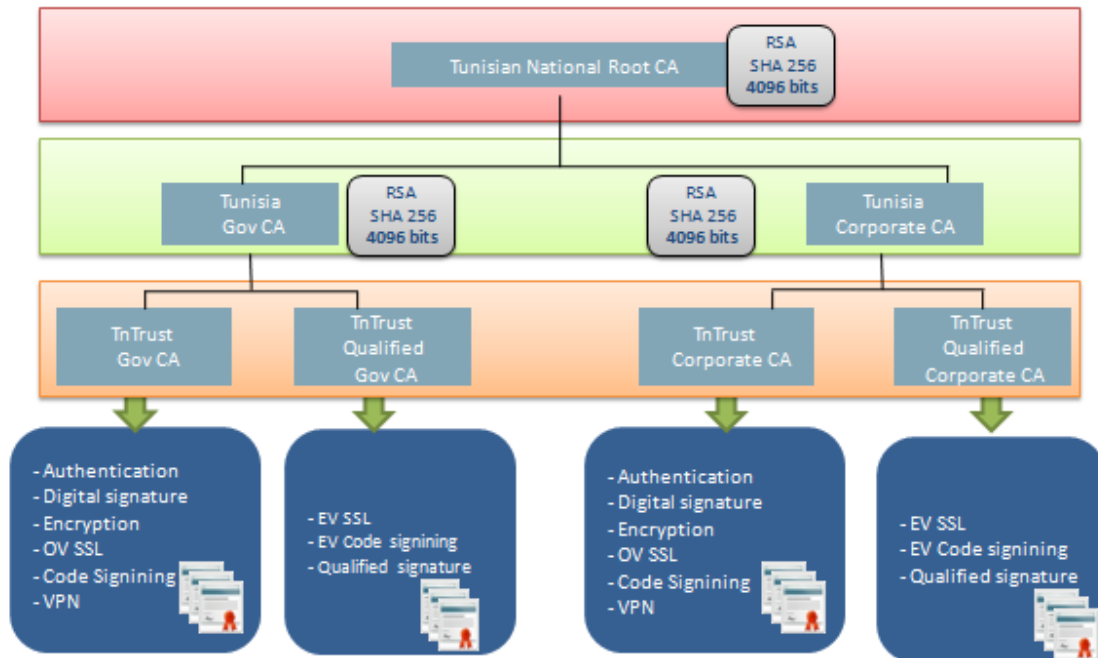 Tunisian National Root CA
RSA
SHA 256
4096 bits
Tunisia
Gov CA
RSA
SHA 256
4096 bits
RSA
SHA 256
4096 bits
Tunisia
Corporate CA
TnTrust
Gov CA
TnTrust
Qualified
Gov CA
TnTrust
Corporate CA
TnTrust
Qualified
Corporate CA
- Authentication
- Digital signature
- Encryption
- OV SSL
- Code Signining
- VPN
- EV SSL
- EV Code signining
- Qualified signature
- Authentication
- Digital signature
- Encryption
- OV SSL
- Code Signining
- VPN
- EV SSL
- EV Code signining
- Qualified signature